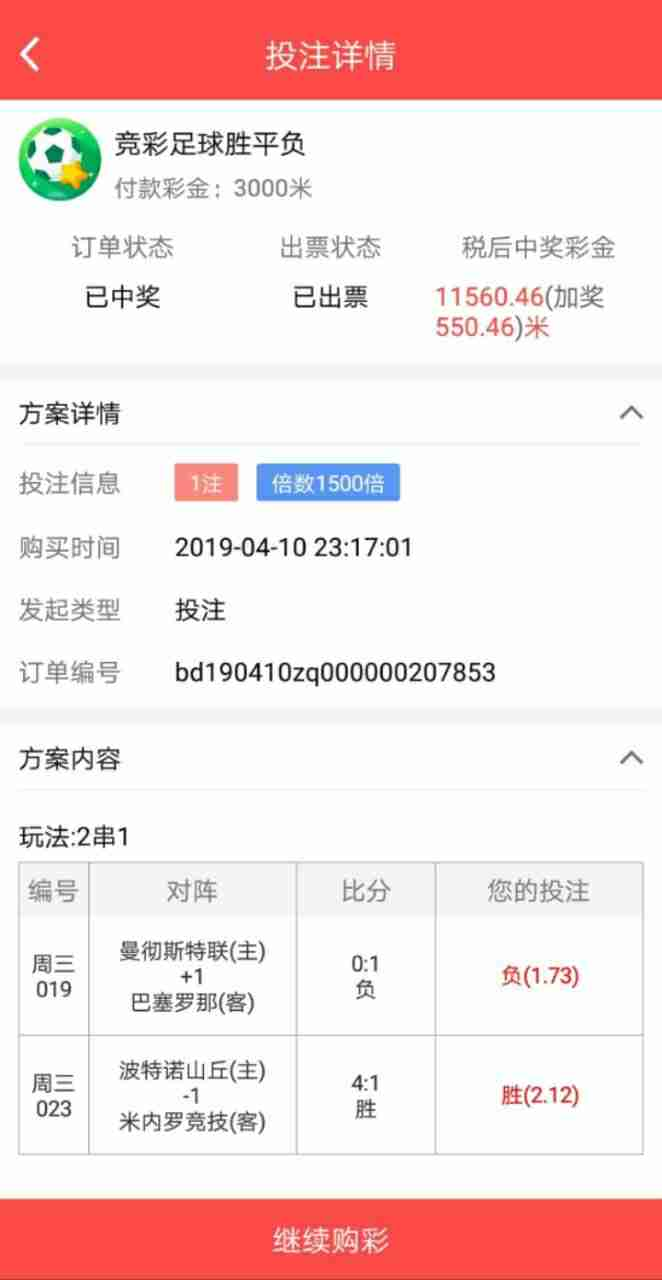 投注详情
竞彩足球胜平负
付款彩金：3000米
订单状态 出票状态 税后中奖彩金
已中奖 已出票 11560.46(加奖
550.46)米
方案详情
投注信息 1注 倍数1500倍
购买时间 2019-04-10 23:17:01
发起类型 投注
订单编号 bd190410zq000000207853
方案内容
玩法:2串1
编号 对阵 比分 您的投注
周三
019
曼彻斯特联(主)
+1
巴塞罗那(客)
0:1
负
负(1.73)
周三
023
波特诺山丘(主)
-1
米内罗竞技(客)
4:1
胜
胜(2.12)
继续购彩